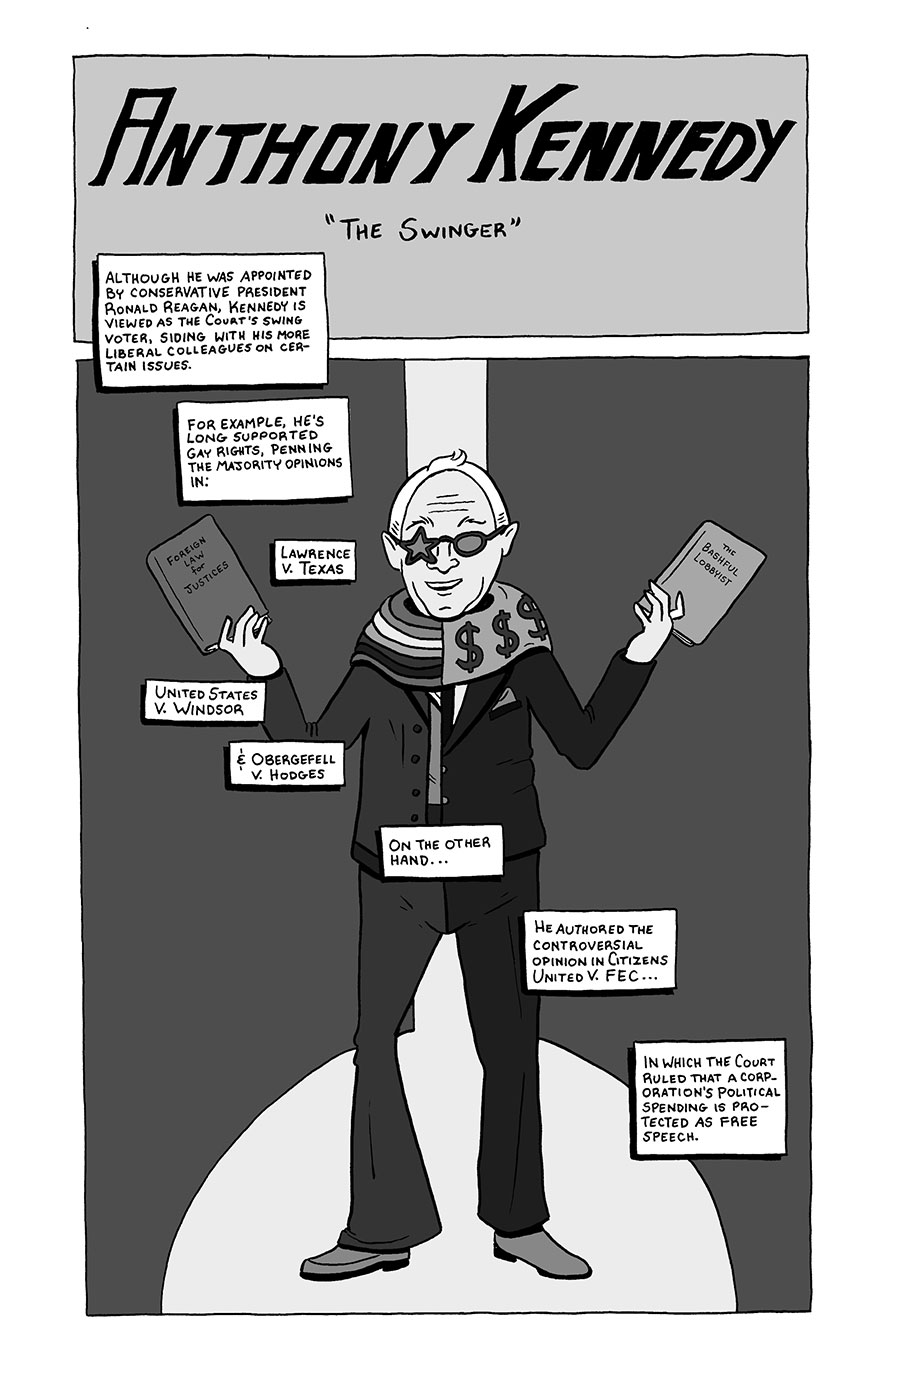 ANTHONY KENNEDY
"THE SWINGER"
ALTHOUGH HE WAS APPOINTED
BY CONSERVATIVE PRESIDENT
RONALD REAGAN, KENNEDY IS
VIEWED AS THE COURT'S SWING
VOTER, SIDING WITH HIS MORE
LIBERAL COLLEAGUES ON CER-
TAIN ISSUES.
FOR EXAMPLE, HE'S
LONG SUPPORTED
GAY RIGHTS, PENNING
THE MAJORITY OPINIONS
IN:
FOREIGN
LAW
for
JUSTICES
THE
BASHFUL
LOBBYIST
LAWRENCE
V. TEXAS
$ $ $
UNITED STATES
V. WINDSOR
& OBERGEFELL
V. HODGES
ON THE OTHER
HAND...
HE AUTHORED THE
CONTROVERSIAL
OPINION IN CITIZENS
UNITED V. FEC...
IN WHICH THE COURT
RULED THAT A CORP-
ORATION'S POLITICAL
SPENDING IS PRO-
TECTED AS FREE
SPEECH.